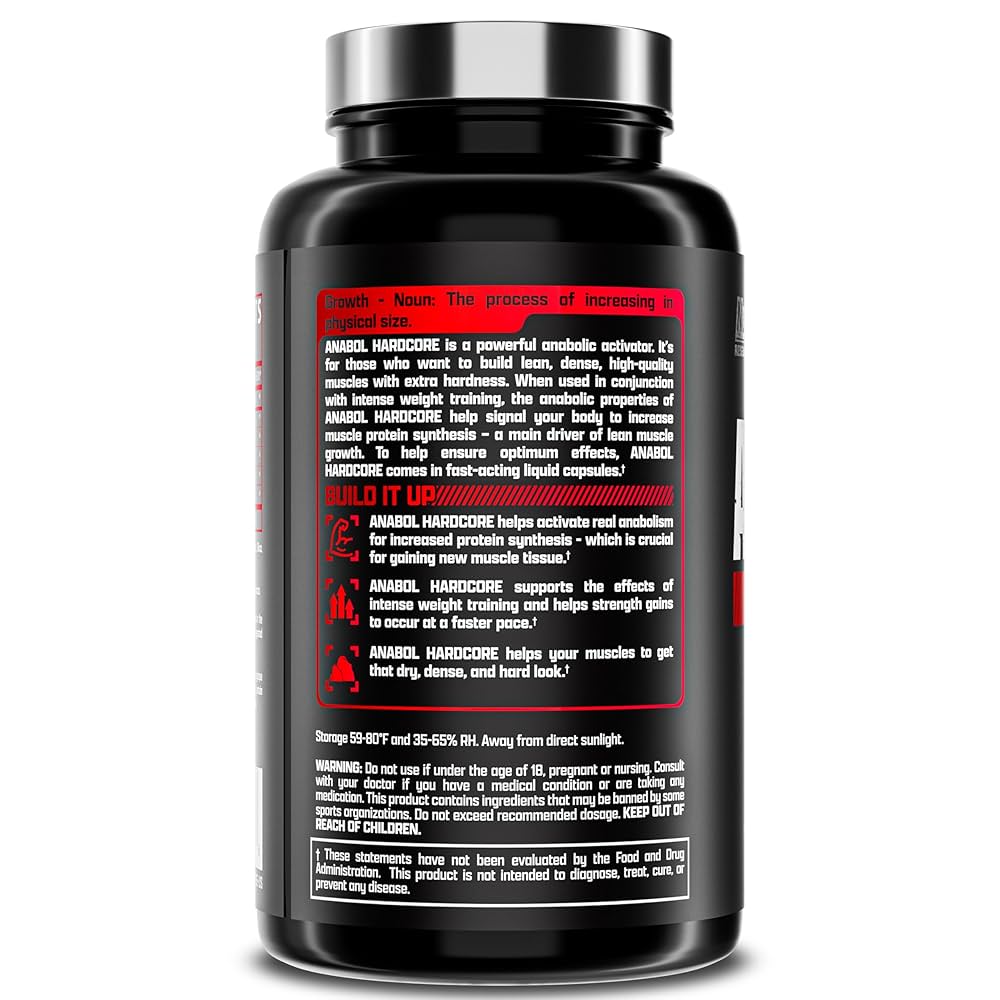 Growth - Noun: The process of increasing in
physical size.
ANABOL HARDCORE is a powerful anabolic activator. It's
for those who want to build lean, dense, high-quality
muscles with extra hardness. When used in conjunction
with intense weight training, the anabolic properties of
ANABOL HARDCORE help signal your body to increase
muscle protein synthesis – a main driver of lean muscle
growth. To help ensure optimum effects, ANABOL
HARDCORE comes in fast-acting liquid capsules.†
BUILD IT UP
ANABOL HARDCORE helps activate real anabolism
for increased protein synthesis - which is crucial
for gaining new muscle tissue.†
ANABOL HARDCORE supports the effects of
intense weight training and helps strength gains
to occur at a faster pace.†
ANABOL HARDCORE helps your muscles to get
that dry, dense, and hard look.†
Storage 59-80°F and 35-65% RH. Away from direct sunlight.
WARNING: Do not use if under the age of 18, pregnant or nursing. Consult
with your doctor if you have a medical condition or are taking any
medication. This product contains ingredients that may be banned by some
sports organizations. Do not exceed recommended dosage. KEEP OUT OF
REACH OF CHILDREN.
† These statements have not been evaluated by the Food and Drug
Administration. This product is not intended to diagnose, treat, cure, or
prevent any disease.